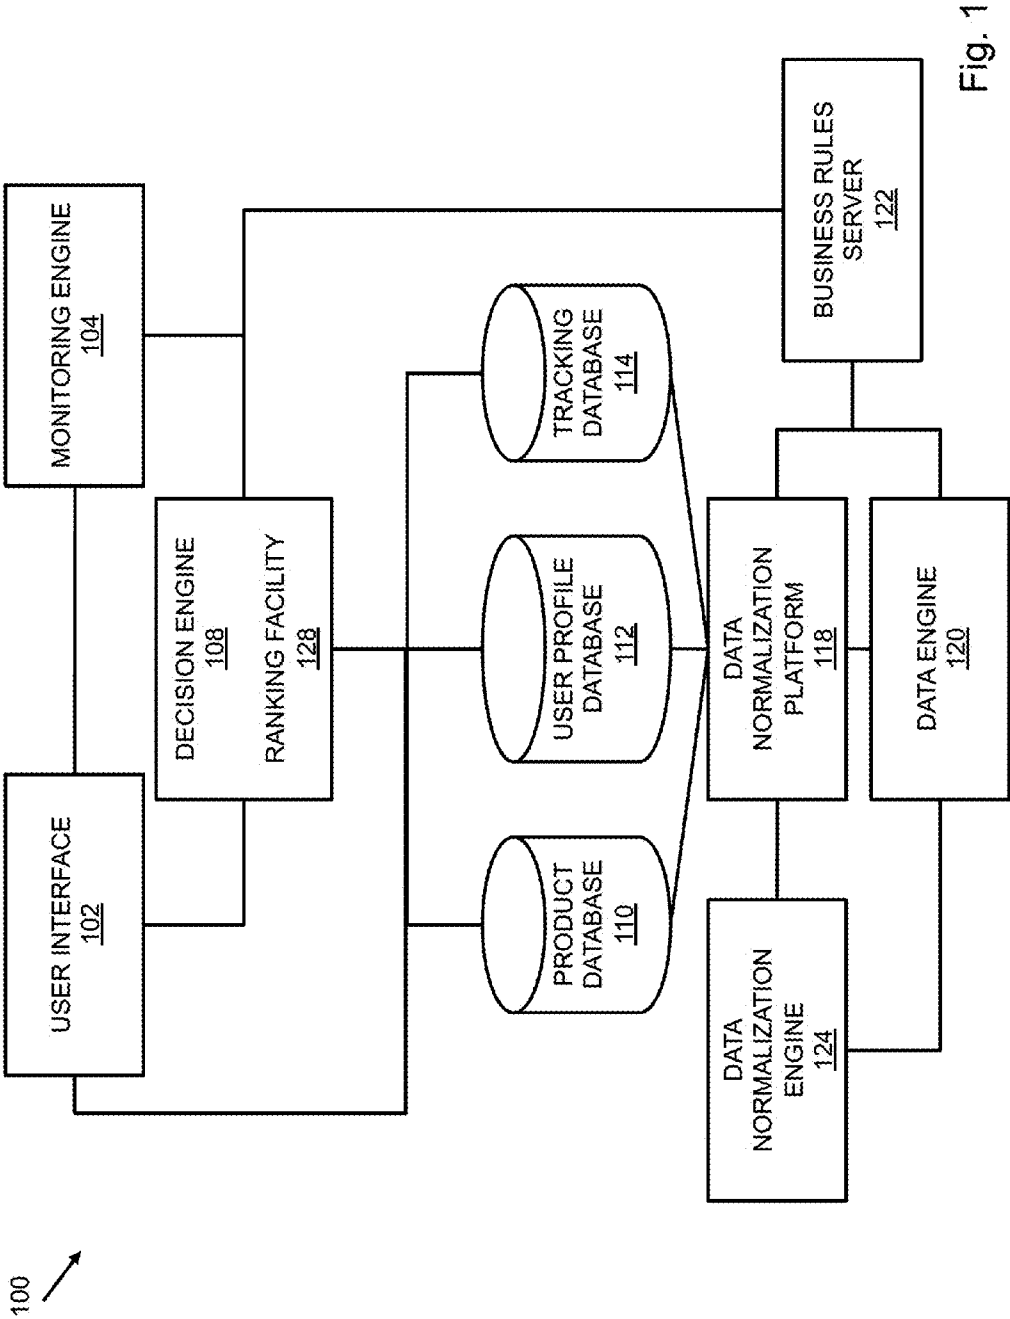 100
USER INTERFACE
102
MONITORING ENGINE
104
DECISION ENGINE
108
RANKING FACILITY
128
PRODUCT
DATABASE
110
USER PROFILE
DATABASE
112
TRACKING
DATABASE
114
DATA
NORMALIZATION
ENGINE
124
DATA
NORMALIZATION
PLATFORM
118
BUSINESS RULES
SERVER
122
DATA ENGINE
120
Fig. 1